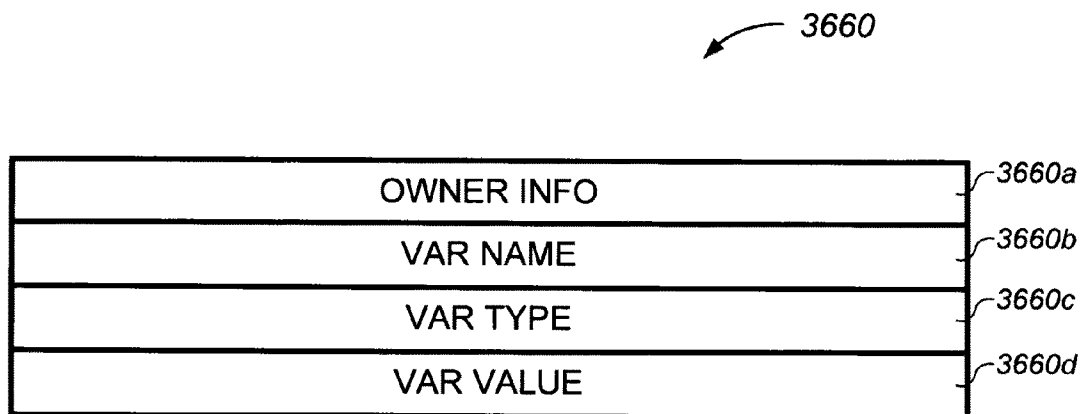 3660
OWNER INFO 3660a
VAR NAME 3660b
VAR TYPE 3660c
VAR VALUE 3660d